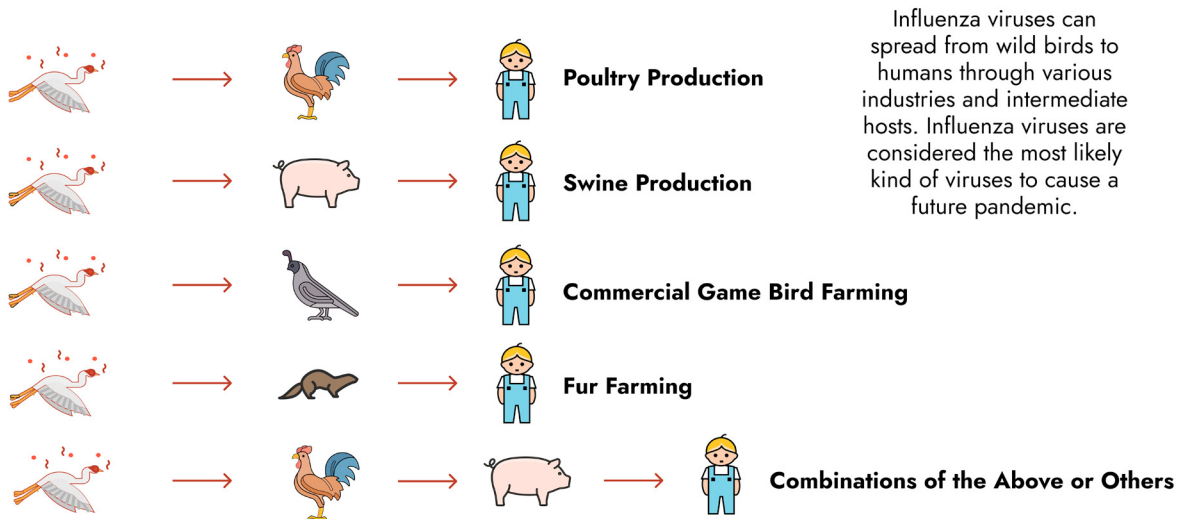 Influenza viruses can
spread from wild birds to
humans through various
industries and intermediate
hosts. Influenza viruses are
considered the most likely
kind of viruses to cause a
future pandemic.
Poultry Production
Swine Production
Commercial Game Bird Farming
Fur Farming
Combinations of the Above or Others